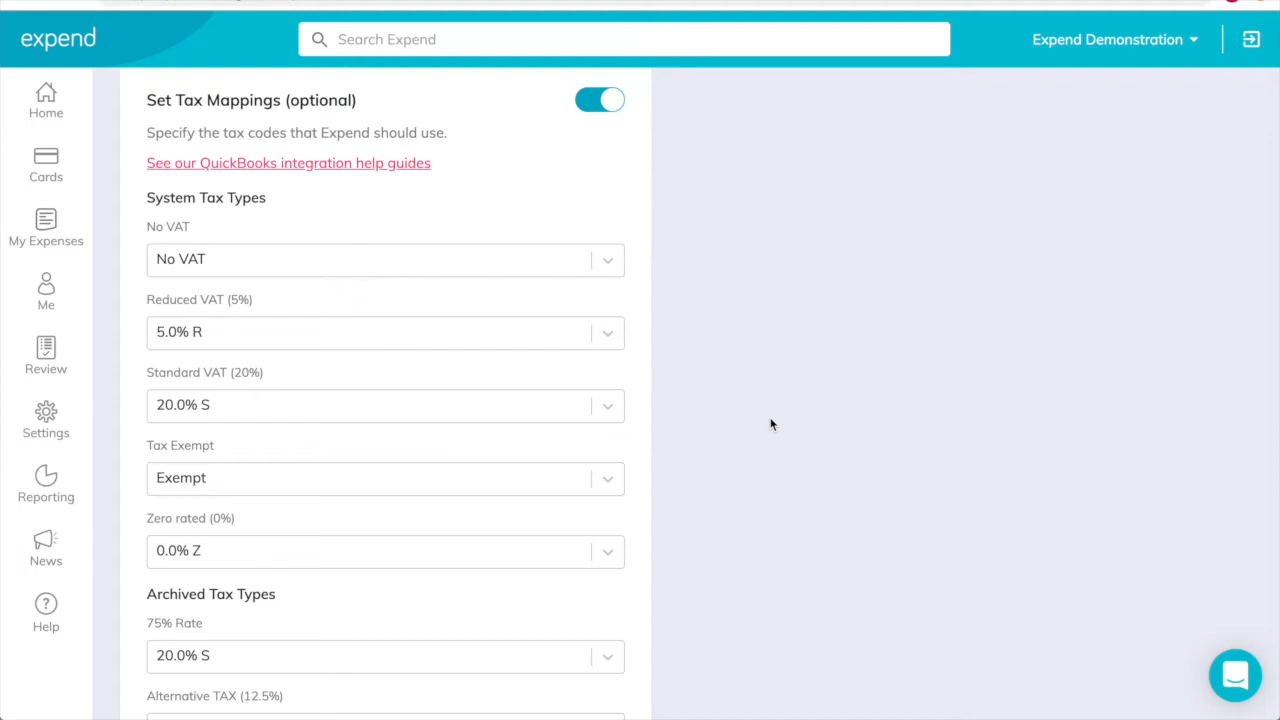 expend
Search Expend
Expend Demonstration
Home
Cards
My Expenses
Me
Review
Settings
Reporting
News
Help
Set Tax Mappings (optional)
Specify the tax codes that Expend should use.
See our QuickBooks integration help guides
System Tax Types
No VAT
No VAT
Reduced VAT (5%)
5.0% R
Standard VAT (20%)
20.0% S
Tax Exempt
Exempt
Zero rated (0%)
0.0% Z
Archived Tax Types
75% Rate
20.0% S
Alternative TAX (12.5%)